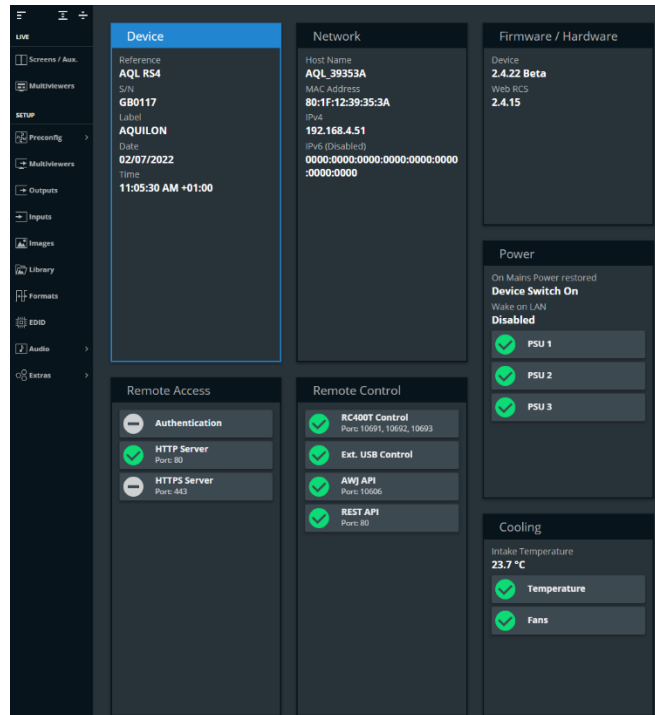 LIVE
Screens / Aux.
Multiviewers
SETUP
Preconfig
Multiviewers
Outputs
Inputs
Images
Library
Formats
EDID
Audio
Extras
Device
Reference
AQL RS4
S/N
GB0117
Label
AQUILON
Date
02/07/2022
Time
11:05:30 AM +01:00
Network
Host Name
AQL_39353A
MAC Address
80:1F:12:39:35:3A
IPv4
192.168.4.51
IPv6 (Disabled)
0000:0000:0000:0000:0000:0000
:0000:0000
Firmware / Hardware
Device
2.4.22 Beta
Web RCS
2.4.15
Power
On Mains Power restored
Device Switch On
Wake on LAN
Disabled
PSU 1
PSU 2
PSU 3
Remote Access
Authentication
HTTP Server
Port: 80
HTTPS Server
Port: 443
Remote Control
RC400T Control
Port: 10691, 10692, 10693
Ext. USB Control
AWJ API
Port: 10606
REST API
Port: 80
Cooling
Intake Temperature
23.7 °C
Temperature
Fans